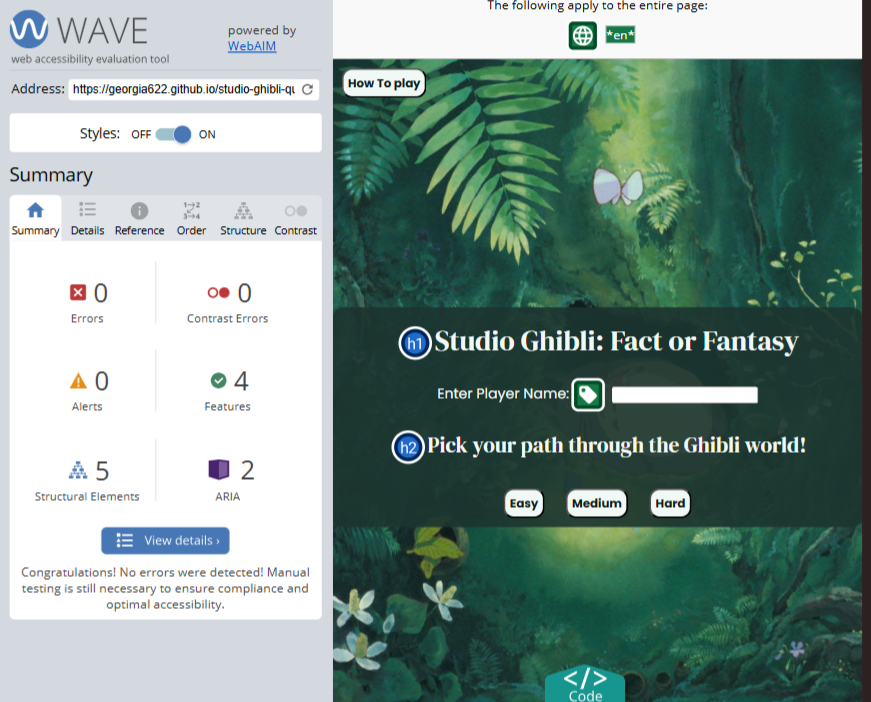 WAVE
powered by
WebAIM
web accessibility evaluation tool
Address: https://georgia622.github.io/studio-ghibli-qu
Styles: OFF ON
Summary
Summary Details Reference Order Structure Contrast
1→2
3→4
0
Errors
0
Contrast Errors
0
Alerts
4
Features
5
Structural Elements
2
ARIA
View details ›
Congratulations! No errors were detected! Manual
testing is still necessary to ensure compliance and
optimal accessibility.
The following apply to the entire page:
*en*
How To play
h1 Studio Ghibli: Fact or Fantasy
Enter Player Name:
h2 Pick your path through the Ghibli world!
Easy Medium Hard
</>
Code